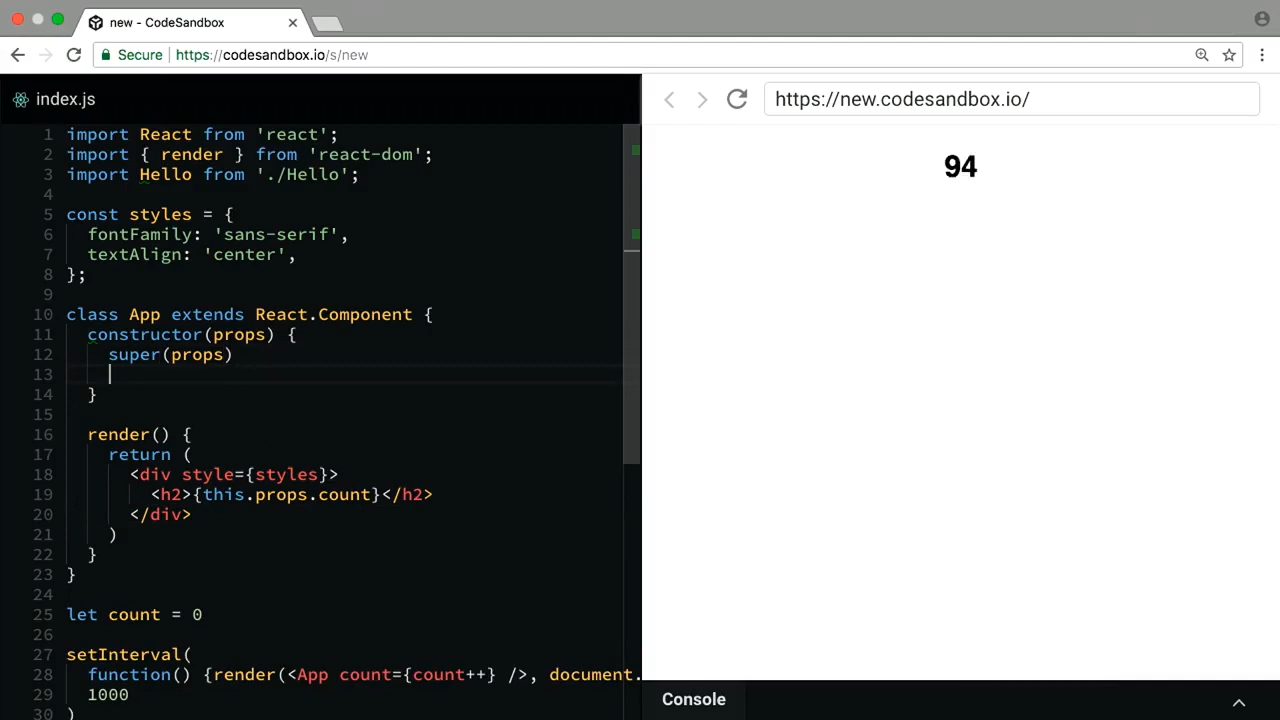 new - CodeSandbox
Secure https://codesandbox.io/s/new
index.js
https://new.codesandbox.io/
1 import React from 'react';
2 import { render } from 'react-dom';
3 import Hello from './Hello';
4
5 const styles = {
6 fontFamily: 'sans-serif',
7 textAlign: 'center',
8 };
9
10 class App extends React.Component {
11 constructor(props) {
12 super(props)
13
14 }
15
16 render() {
17 return (
18 <div style={styles}>
19 <h2>{this.props.count}</h2>
20 </div>
21 )
22 }
23 }
24
25 let count = 0
26
27 setInterval(
28 function() {render(<App count={count++} />, document.
29 1000
30 )
94
Console